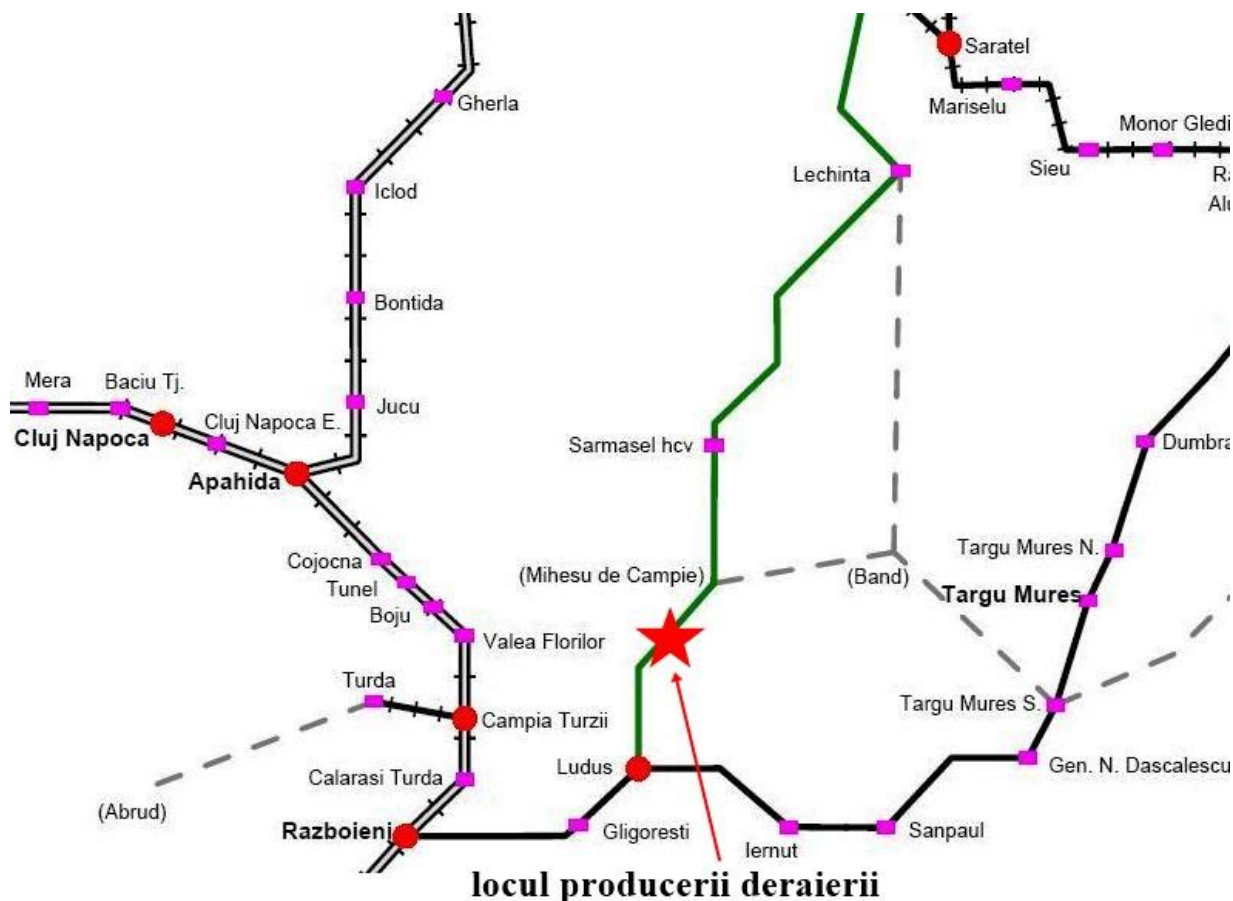 Saratel
Gherla
Mariselu
Monor Gledi
Sieu
Lechinta
Iclod
Bontida
Mera
Baciu Tj.
Jucu
Cluj Napoca E.
Cluj Napoca
Sarmasel hcv
Dumbra
Apahida
Targu Mures N.
Cojocna
(Mihesu de Campie)
(Band)
Tunel
Targu Mures
Boju
Valea Florilor
Turda
Targu Mures S.
Campia Turzii
Ludus
Gen. N. Dascalescu
Calarasi Turda
(Abrud)
Razboieni
Gligoresti
Sanpaul
Iernut
locul producerii deraierii